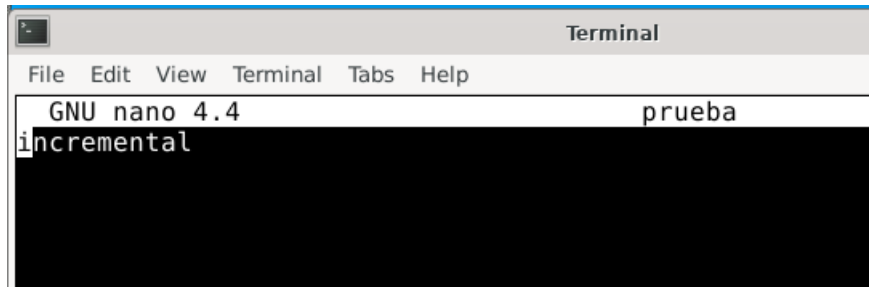 Terminal
File Edit View Terminal Tabs Help
GNU nano 4.4 prueba
incremental